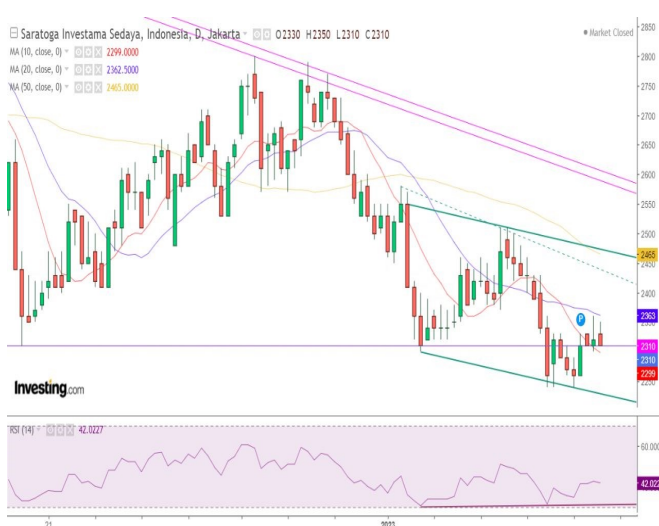 Saratoga Investama Sedaya, Indonesia, D, Jakarta O2330 H2350 L2310 C2310
Market Closed
MA (10, close, 0) 2299.0000
MA (20, close, 0) 2362.5000
MA (50, close, 0) 2465.0000
2850
2800
2750
2700
2650
2600
2550
2500
2465
2450
2400
2363
2310
2310
2299
P
Investing.com
RSI (14) 42.0227
60.000
42.022